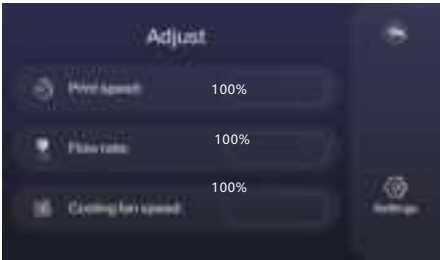 Adjust
Print speed: 100%
Flow rate: 100%
100%
Cooling fan speed:
Settings